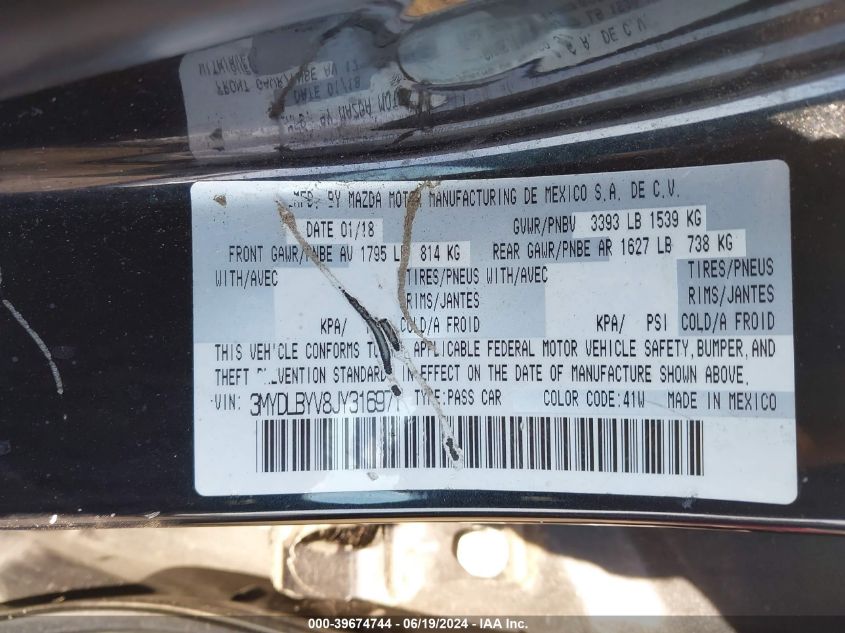 MFD. BY MAZDA MOTOR MANUFACTURING DE MEXICO S.A. DE C.V.
DATE 01/18 GVWR/PNBV 3393 LB 1539 KG
FRONT GAWR/PNBE AV 1795 LB 814 KG REAR GAWR/PNBE AR 1627 LB 738 KG
WITH/AVEC TIRES/PNEUS WITH/AVEC TIRES/PNEUS
RIMS/JANTES RIMS/JANTES
KPA/ COLD/A FROID KPA/ PSI COLD/A FROID
THIS VEHICLE CONFORMS TO APPLICABLE FEDERAL MOTOR VEHICLE SAFETY, BUMPER, AND
THEFT PREVENTION STANDARDS IN EFFECT ON THE DATE OF MANUFACTURE SHOWN ABOVE.
VIN: 3MYDLBYV8JY316971 TYPE:PASS CAR COLOR CODE:41W MADE IN MEXICO
000-39674744 - 06/19/2024 - IAA Inc.